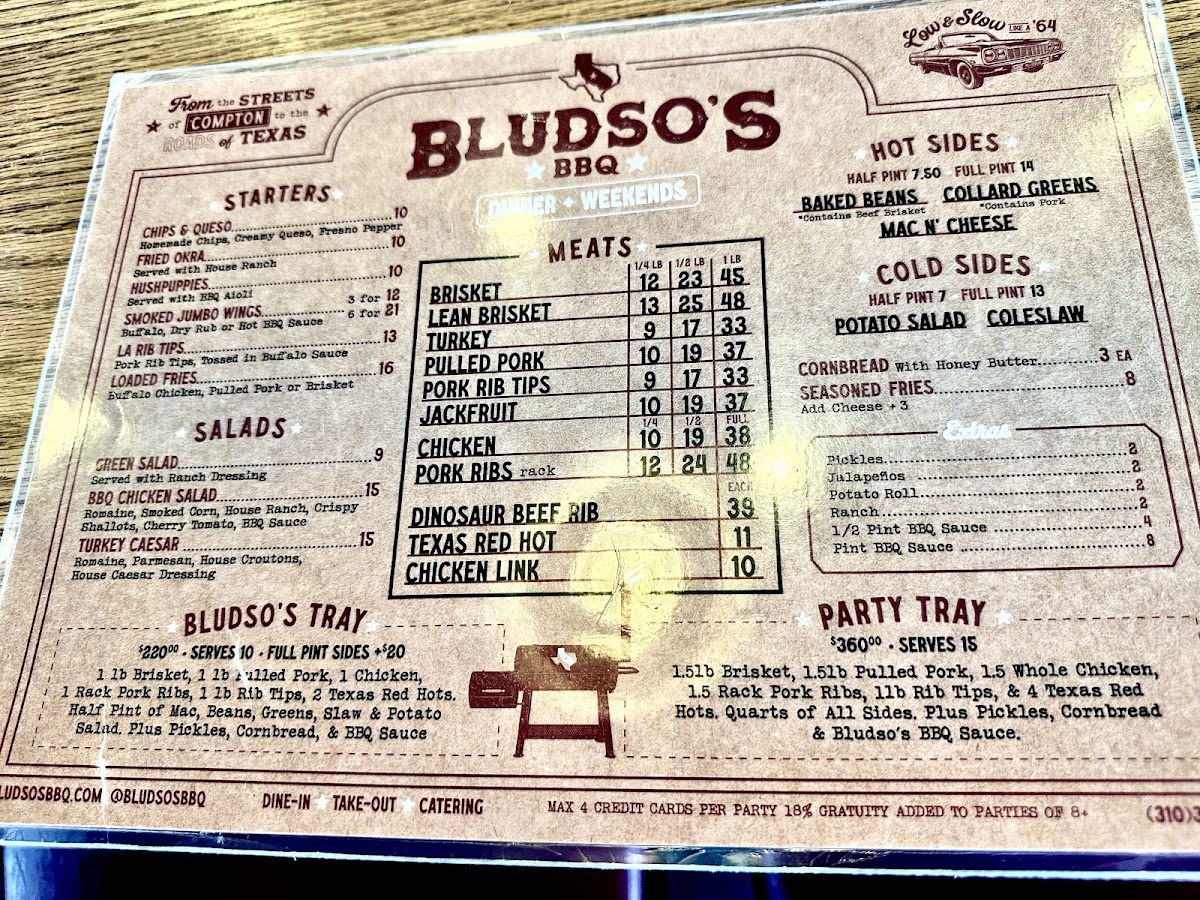 From the STREETS
OF COMPTON to the
ROADS of TEXAS
BLUDSO'S
BBQ
DINNER + WEEKENDS
Low & Slow LIKE A '64
STARTERS
CHIPS & QUESO 10
Homemade Chips, Creamy Queso, Fresno Pepper
FRIED OKRA 10
Served with House Ranch
HUSHPUPPIES 10
Served with BBQ Aioli
SMOKED JUMBO WINGS 3 for 12
6 for 21
Buffalo, Dry Rub or Hot BBQ Sauce
LA RIB TIPS 13
Pork Rib Tips, Tossed in Buffalo Sauce
LOADED FRIES 16
Buffalo Chicken, Pulled Pork or Brisket
SALADS
GREEN SALAD 9
Served with Ranch Dressing
BBQ CHICKEN SALAD 15
Romaine, Smoked Corn, House Ranch, Crispy
Shallots, Cherry Tomato, BBQ Sauce
TURKEY CAESAR 15
Romaine, Parmesan, House Croutons,
House Caesar Dressing
MEATS
1/4 LB 1/2 LB 1 LB
BRISKET 12 23 45
LEAN BRISKET 13 25 48
TURKEY 9 17 33
PULLED PORK 10 19 37
PORK RIB TIPS 9 17 33
JACKFRUIT 10 19 37
1/4 1/2 FULL
CHICKEN 10 19 38
PORK RIBS rack 12 24 48
EACH
DINOSAUR BEEF RIB 39
TEXAS RED HOT 11
CHICKEN LINK 10
HOT SIDES
HALF PINT 7.50 FULL PINT 14
BAKED BEANS COLLARD GREENS
*Contains Beef Brisket *Contains Pork
MAC N' CHEESE
COLD SIDES
HALF PINT 7 FULL PINT 13
POTATO SALAD COLESLAW
CORNBREAD with Honey Butter 3 EA
SEASONED FRIES 8
Add Cheese +3
Extras
Pickles 2
Jalapeños 2
Potato Roll 2
Ranch 2
1/2 Pint BBQ Sauce 4
Pint BBQ Sauce 8
BLUDSO'S TRAY
$220⁰⁰ • SERVES 10 • FULL PINT SIDES +$20
1 lb Brisket, 1 lb Pulled Pork, 1 Chicken,
1 Rack Pork Ribs, 1 lb Rib Tips, 2 Texas Red Hots.
Half Pint of Mac, Beans, Greens, Slaw & Potato
Salad. Plus Pickles, Cornbread, & BBQ Sauce
PARTY TRAY
$360⁰⁰ • SERVES 15
1.5lb Brisket, 1.5lb Pulled Pork, 1.5 Whole Chicken,
1.5 Rack Pork Ribs, 1lb Rib Tips, & 4 Texas Red
Hots. Quarts of All Sides. Plus Pickles, Cornbread
& Bludso's BBQ Sauce.
LUDSOSBBQ.COM @BLUDSOSBBQ
DINE-IN TAKE-OUT CATERING
MAX 4 CREDIT CARDS PER PARTY 18% GRATUITY ADDED TO PARTIES OF 8+
(310)3